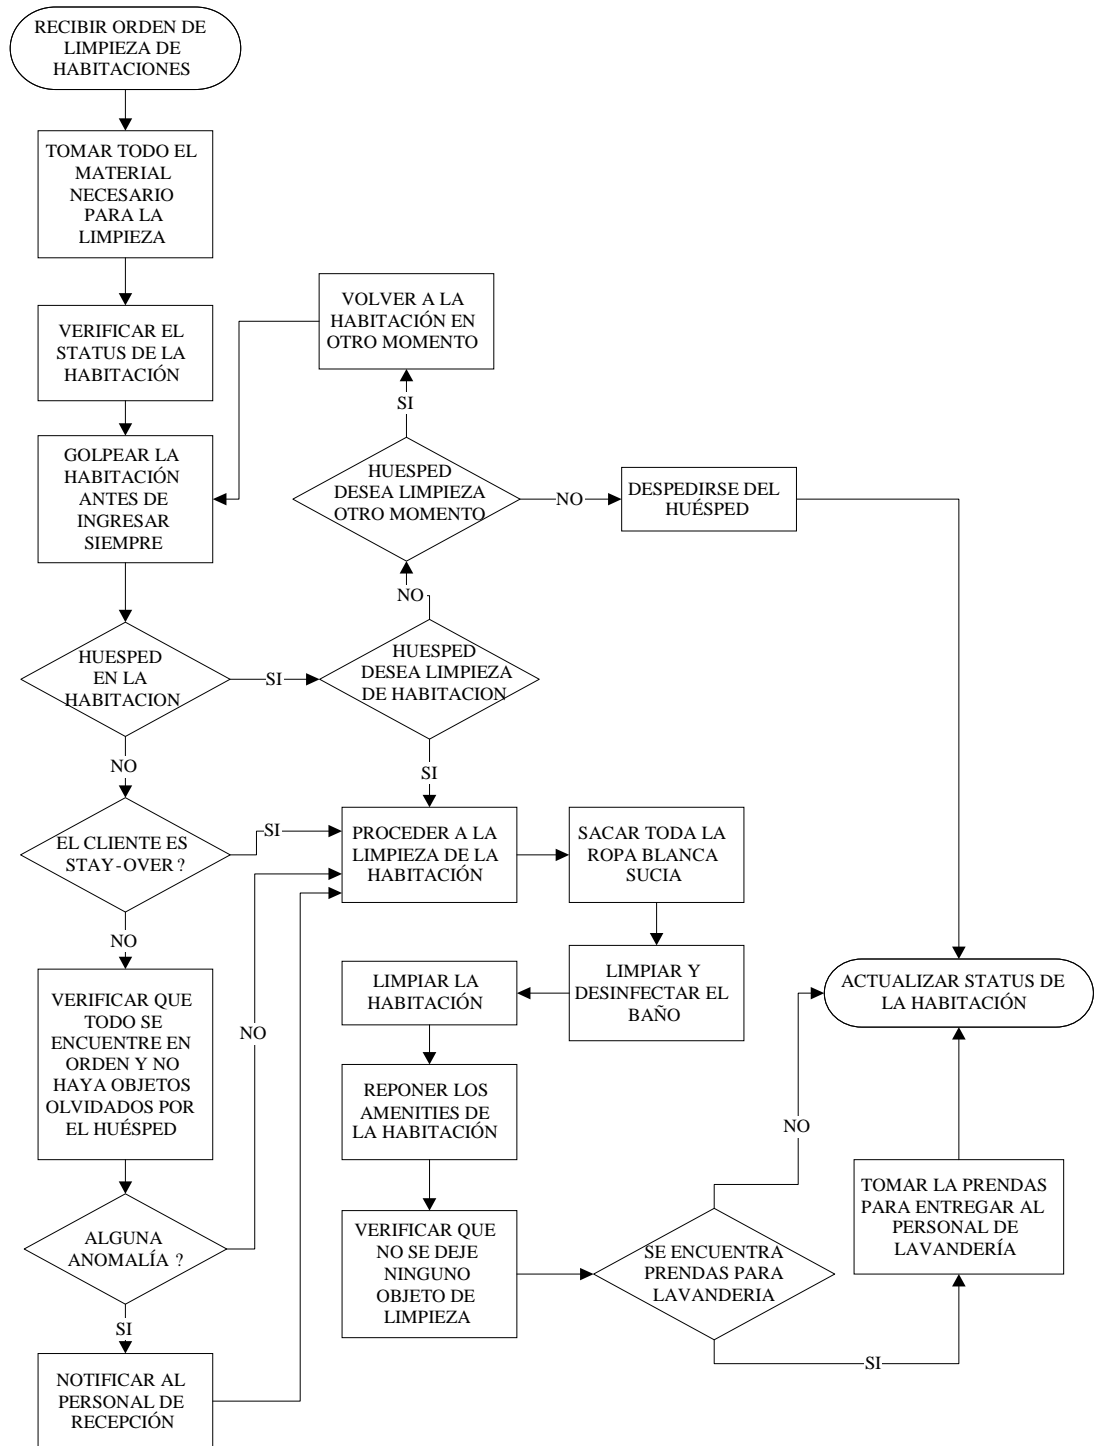 RECIBIR ORDEN DE
LIMPIEZA DE
HABITACIONES
TOMAR TODO EL
MATERIAL
NECESARIO
PARA LA
LIMPIEZA
VERIFICAR EL
STATUS DE LA
HABITACIÓN
VOLVER A LA
HABITACIÓN EN
OTRO MOMENTO
SI
GOLPEAR LA
HABITACIÓN
ANTES DE
INGRESAR
SIEMPRE
HUESPED
DESEA LIMPIEZA
OTRO MOMENTO
NO
DESPEDIRSE DEL
HUÉSPED
NO
HUESPED
EN LA
HABITACION
SI
HUESPED
DESEA LIMPIEZA
DE HABITACION
NO
SI
EL CLIENTE ES
STAY-OVER ?
SI
PROCEDER A LA
LIMPIEZA DE LA
HABITACIÓN
SACAR TODA LA
ROPA BLANCA
SUCIA
NO
VERIFICAR QUE
TODO SE
ENCUENTRE EN
ORDEN Y NO
HAYA OBJETOS
OLVIDADOS POR
EL HUÉSPED
NO
LIMPIAR LA
HABITACIÓN
LIMPIAR Y
DESINFECTAR EL
BAÑO
ACTUALIZAR STATUS DE
LA HABITACIÓN
REPONER LOS
AMENITIES DE
LA HABITACIÓN
NO
ALGUNA
ANOMALÍA ?
VERIFICAR QUE
NO SE DEJE
NINGUNO
OBJETO DE
LIMPIEZA
SE ENCUENTRA
PRENDAS PARA
LAVANDERIA
TOMAR LA PRENDAS
PARA ENTREGAR AL
PERSONAL DE
LAVANDERÍA
SI
SI
NOTIFICAR AL
PERSONAL DE
RECEPCIÓN